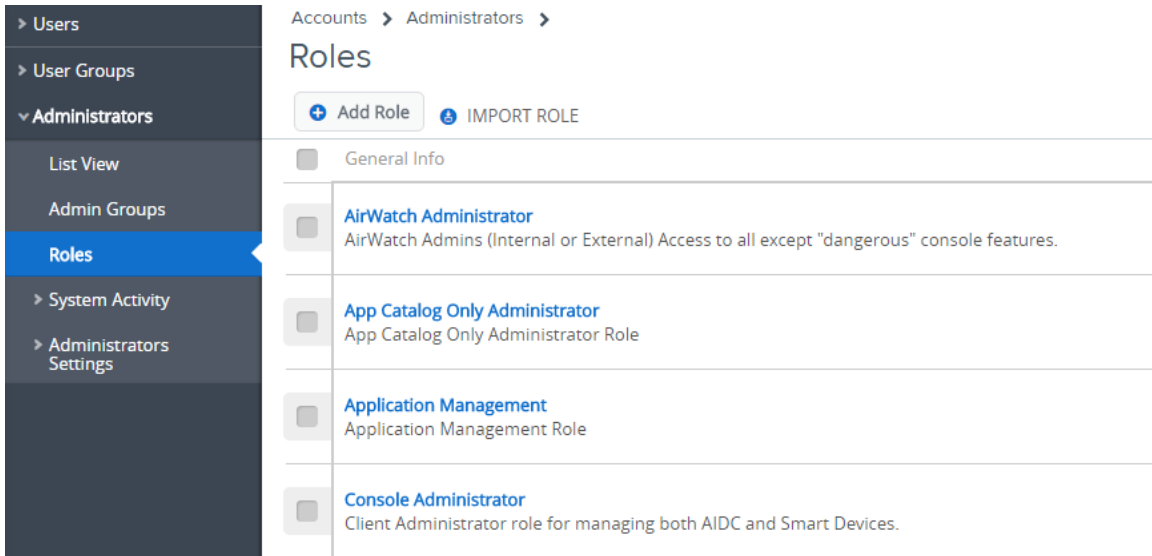 Users
User Groups
Administrators
List View
Admin Groups
Roles
System Activity
Administrators
Settings
Accounts > Administrators >
Roles
Add Role IMPORT ROLE
General Info
AirWatch Administrator
AirWatch Admins (Internal or External) Access to all except "dangerous" console features.
App Catalog Only Administrator
App Catalog Only Administrator Role
Application Management
Application Management Role
Console Administrator
Client Administrator role for managing both AIDC and Smart Devices.